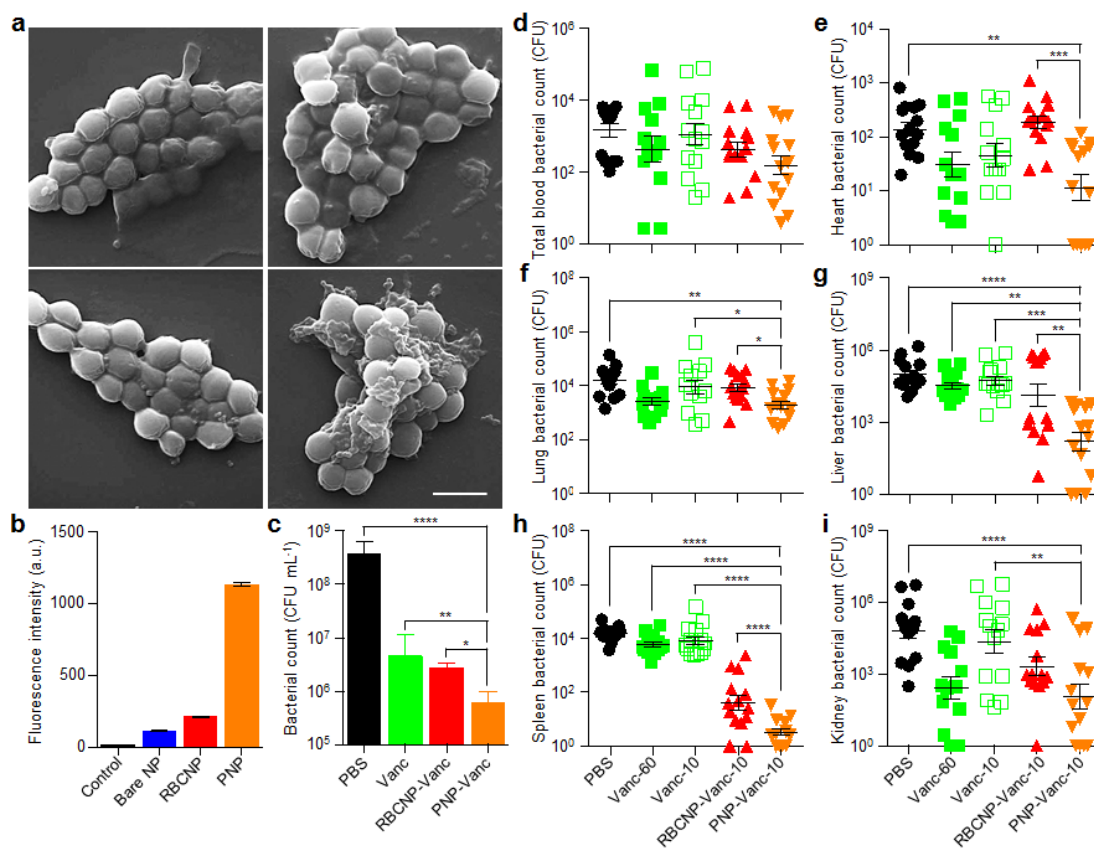 a
b
Fluorescence intensity (a.u.)
1500
1000
500
0
Control
Bare NP
RBCNP
PNP
c
Bacterial count (CFU mL⁻¹)
10⁹
10⁸
10⁷
10⁶
10⁵
****
**
*
PBS
Vanc
RBCNP-Vanc
PNP-Vanc
d
Total blood bacterial count (CFU)
10⁶
10⁴
10²
10⁰
e
Heart bacterial count (CFU)
10⁴
10³
10²
10¹
10⁰
**
***
f
Lung bacterial count (CFU)
10⁸
10⁶
10⁴
10²
10⁰
**
*
*
g
Liver bacterial count (CFU)
10⁹
10⁶
10³
10⁰
****
**
***
**
h
Spleen bacterial count (CFU)
10⁸
10⁶
10⁴
10²
10⁰
****
****
****
****
PBS
Vanc-60
Vanc-10
RBCNP-Vanc-10
PNP-Vanc-10
i
Kidney bacterial count (CFU)
10⁹
10⁶
10³
10⁰
****
**
PBS
Vanc-60
Vanc-10
RBCNP-Vanc-10
PNP-Vanc-10